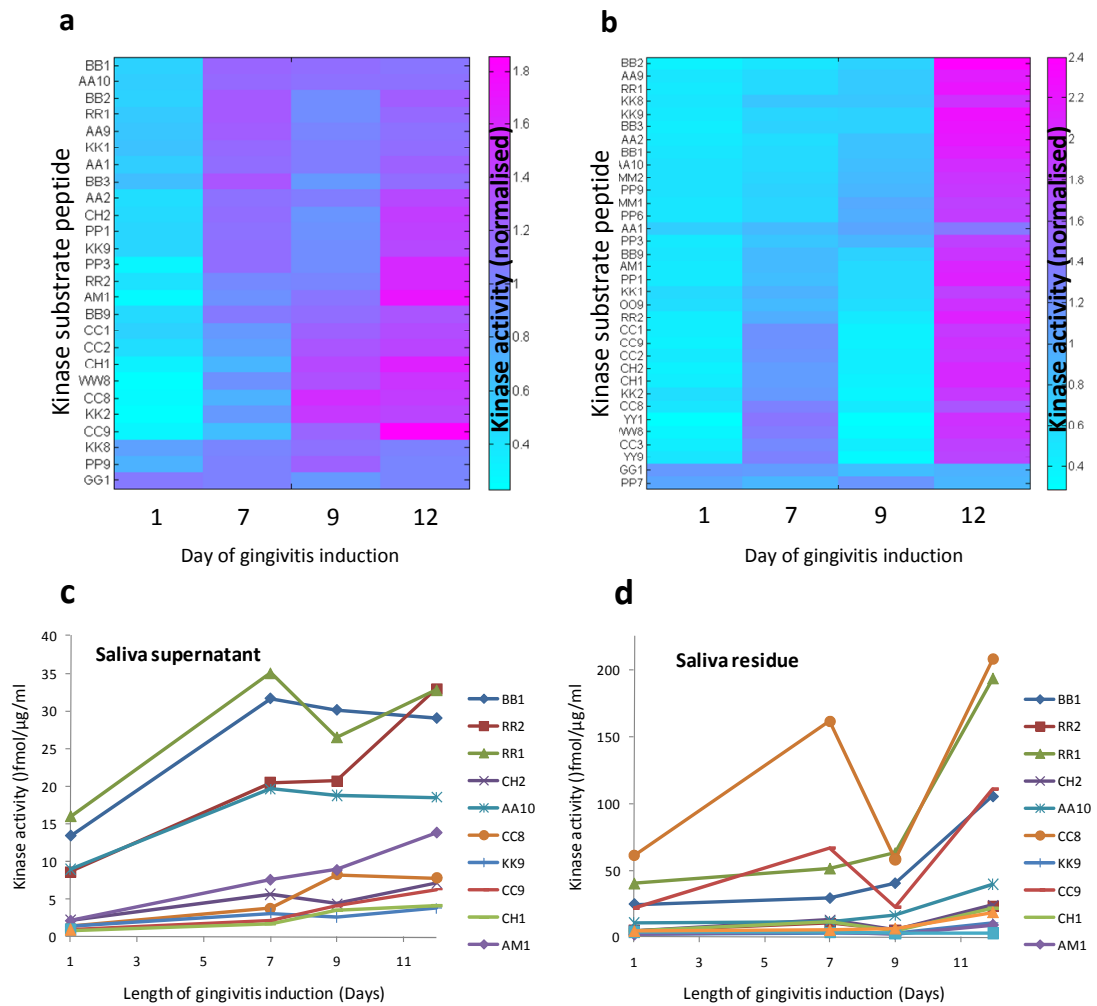 a
b
Kinase substrate peptide
BB1
AA10
BB2
RR1
AA9
KK1
AA1
BB3
AA2
CH2
PP1
KK9
PP3
RR2
AM1
BB9
CC1
CC2
CH1
WW8
CC8
KK2
CC9
KK8
PP9
GG1
1 7 9 12
Day of gingivitis induction
Kinase activity (normalised)
1.8
1.6
1.4
1.2
1
0.8
0.6
0.4
Kinase substrate peptide
BB2
AA9
RR1
KK8
KK9
BB3
AA2
BB1
AA10
MM2
PP9
MM1
PP6
AA1
PP3
BB9
AM1
PP1
KK1
OO9
RR2
CC1
CC9
CC2
CH2
CH1
KK2
CC8
YY1
WW8
CC3
YY9
GG1
PP7
1 7 9 12
Day of gingivitis induction
Kinase activity (normalised)
2.4
2.2
2
1.8
1.6
1.4
1.2
1
0.8
0.6
0.4
c
Saliva supernatant
Kinase activity ()fmol/µg/ml
40
35
30
25
20
15
10
5
0
1 3 5 7 9 11
Length of gingivitis induction (Days)
BB1
RR2
RR1
CH2
AA10
CC8
KK9
CC9
CH1
AM1
d
Saliva residue
Kinase activity ()fmol/µg/ml
200
150
100
50
0
1 3 5 7 9 11
Length of gingivitis induction (Days)
BB1
RR2
RR1
CH2
AA10
CC8
KK9
CC9
CH1
AM1